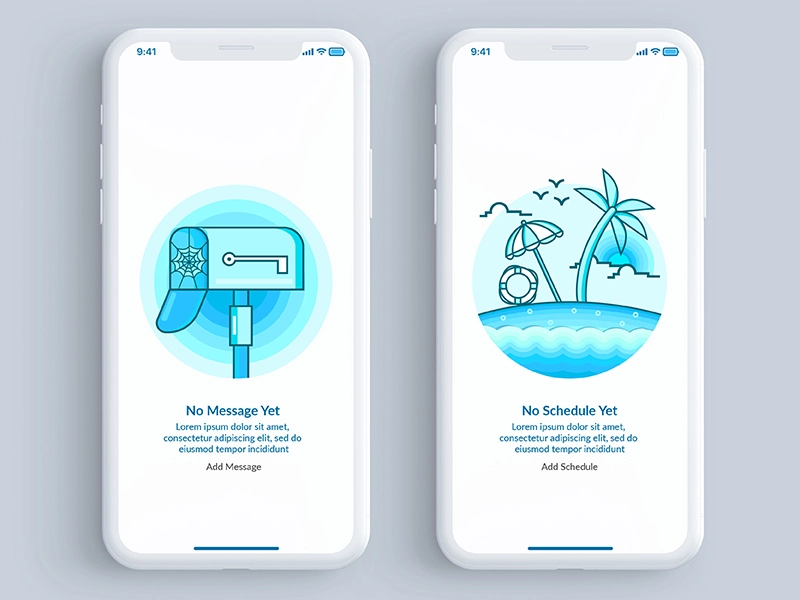 9:41
No Message Yet
Lorem ipsum dolor sit amet,
consectetur adipiscing elit, sed do
eiusmod tempor incididunt
Add Message
9:41
No Schedule Yet
Lorem ipsum dolor sit amet,
consectetur adipiscing elit, sed do
eiusmod tempor incididunt
Add Schedule